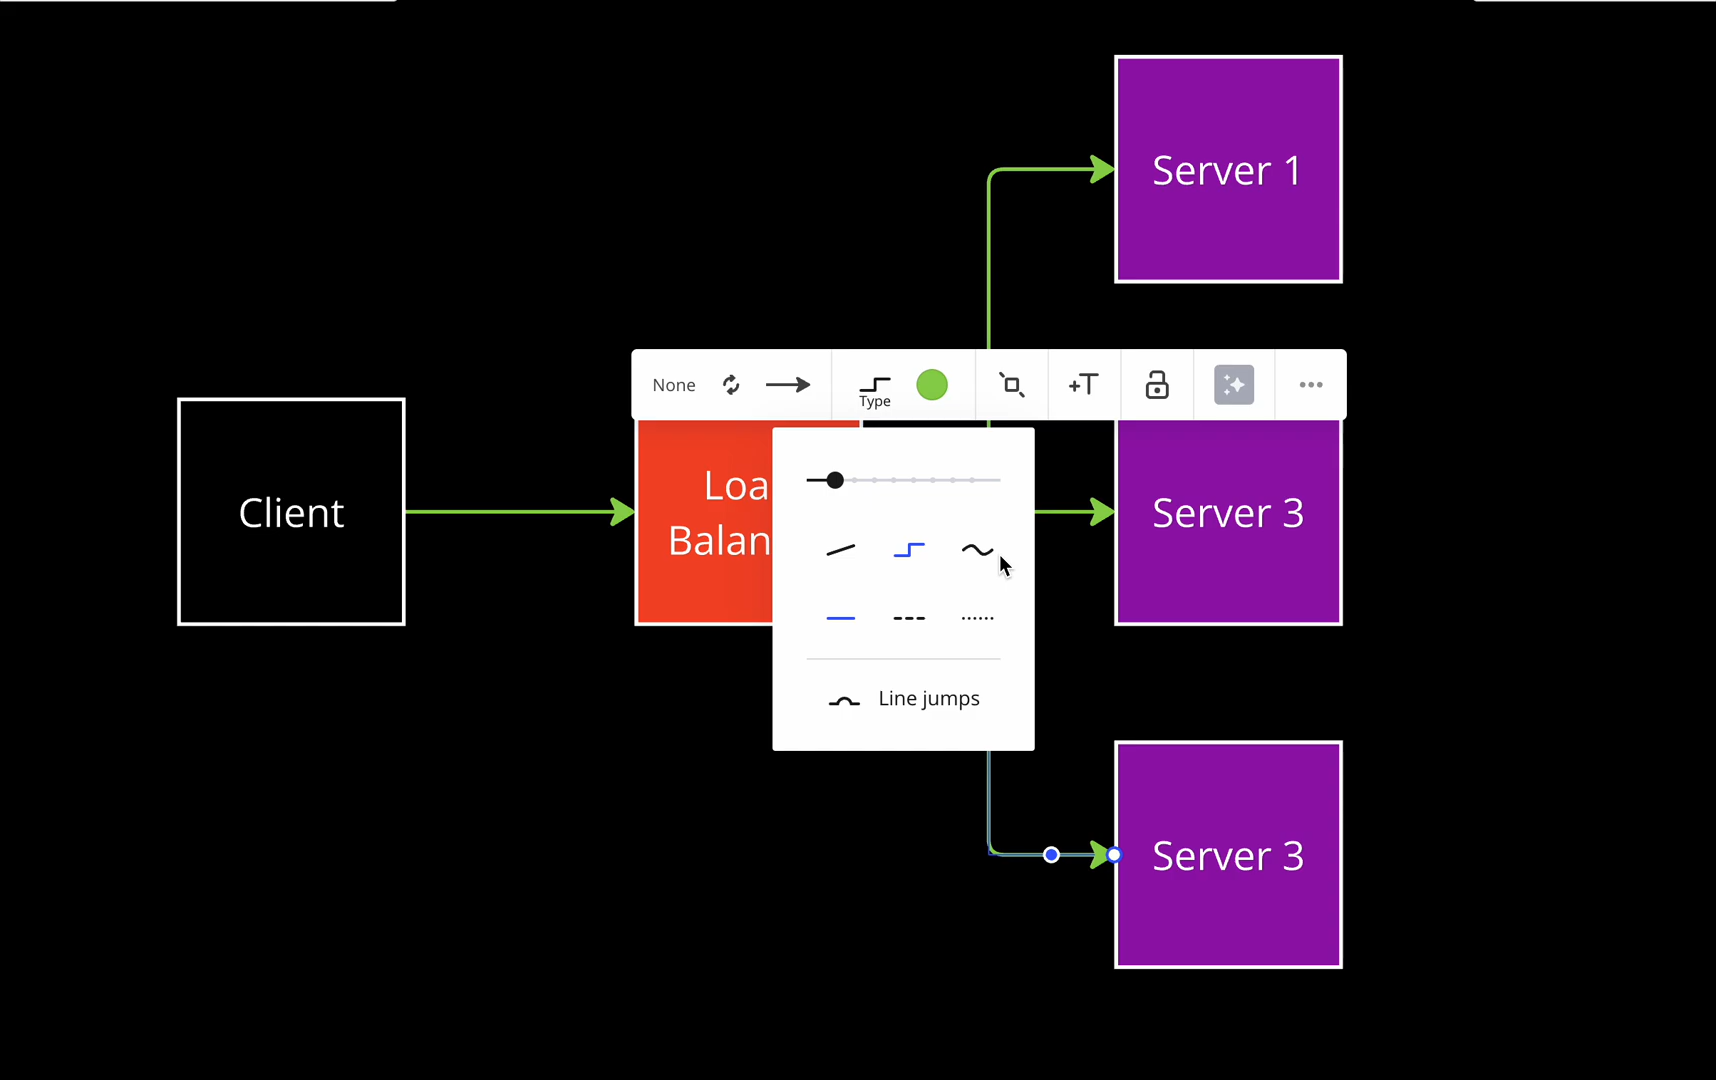 Server 1
None
Type
+T
Client
Loa
Balan
Server 3
Line jumps
Server 3